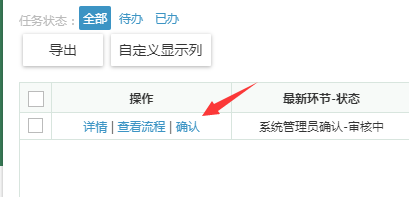 任务状态： 全部 待办 已办
导出 自定义显示列
操作 最新环节-状态
详情 | 查看流程 | 确认 系统管理员确认-审核中